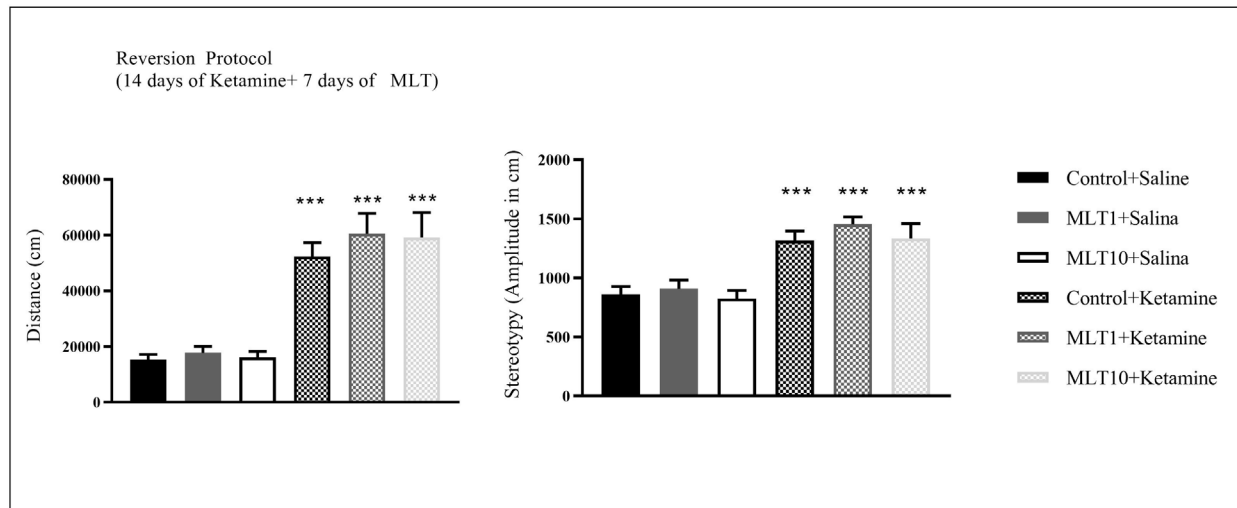 Reversion Protocol
(14 days of Ketamine+ 7 days of MLT)
Distance (cm)
80000
60000
40000
20000
0
*** *** ***
Stereotypy (Amplitude in cm)
2000
1500
1000
500
0
*** *** ***
Control+Saline
MLT1+Salina
MLT10+Salina
Control+Ketamine
MLT1+Ketamine
MLT10+Ketamine